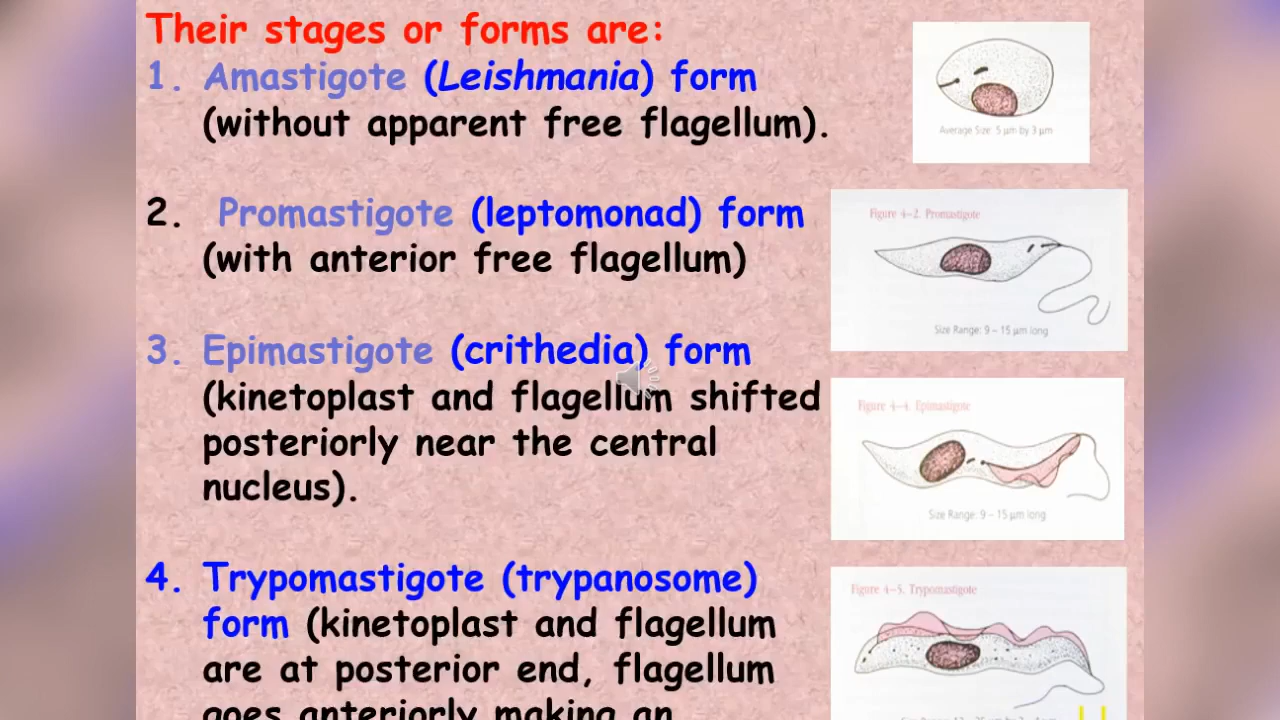 Their stages or forms are:
1. Amastigote (Leishmania) form
(without apparent free flagellum).
Average Size: 5 μm by 3 μm
2. Promastigote (leptomonad) form
(with anterior free flagellum)
Figure 4-2. Promastigote
Size Range: 9 – 15 μm long
3. Epimastigote (crithedia) form
(kinetoplast and flagellum shifted
posteriorly near the central
nucleus).
Figure 4-4. Epimastigote
Size Range: 9 – 15 μm long
4. Trypomastigote (trypanosome)
form (kinetoplast and flagellum
are at posterior end, flagellum
goes anteriorly making an
Figure 4-5. Trypomastigote